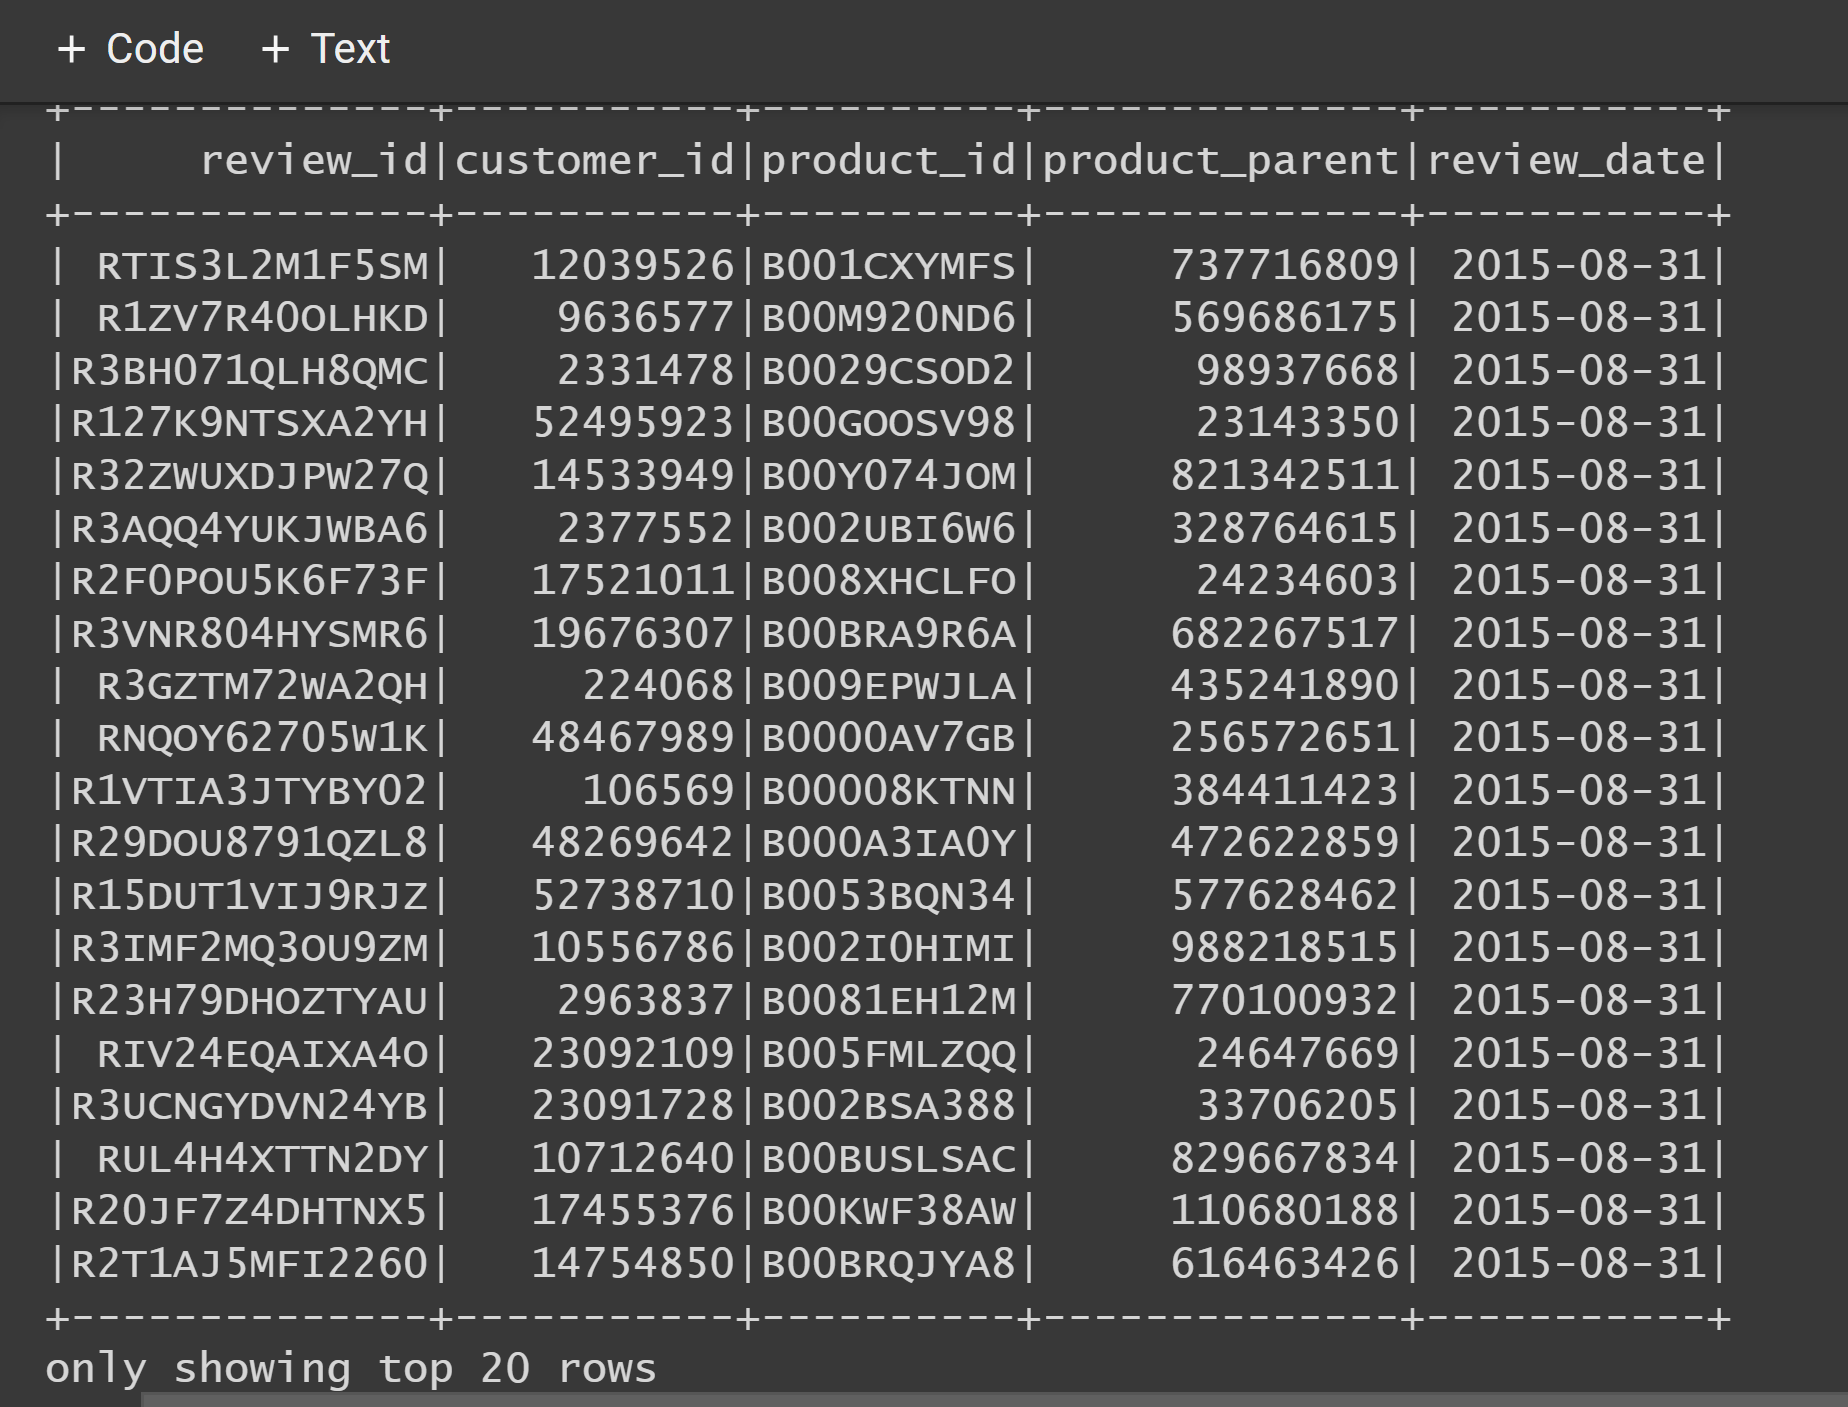 + Code + Text
+--------------+-----------+----------+--------------+-----------+
|     review_id|customer_id|product_id|product_parent|review_date|
+--------------+-----------+----------+--------------+-----------+
| RTIS3L2M1F5SM|   12039526|B001CXYMFS|     737716809| 2015-08-31|
| R1ZV7R40OLHKD|    9636577|B00M920ND6|     569686175| 2015-08-31|
|R3BH071QLH8QMC|    2331478|B0029CSOD2|      98937668| 2015-08-31|
|R127K9NTSXA2YH|   52495923|B00GOOSV98|      23143350| 2015-08-31|
|R32ZWUXDJPW27Q|   14533949|B00Y074JOM|     821342511| 2015-08-31|
|R3AQQ4YUKJWBA6|    2377552|B002UBI6W6|     328764615| 2015-08-31|
|R2F0POU5K6F73F|   17521011|B008XHCLFO|      24234603| 2015-08-31|
|R3VNR804HYSMR6|   19676307|B00BRA9R6A|     682267517| 2015-08-31|
| R3GZTM72WA2QH|     224068|B009EPWJLA|     435241890| 2015-08-31|
| RNQOY62705W1K|   48467989|B0000AV7GB|     256572651| 2015-08-31|
|R1VTIA3JTYBY02|     106569|B00008KTNN|     384411423| 2015-08-31|
|R29DOU8791QZL8|   48269642|B000A3IA0Y|     472622859| 2015-08-31|
|R15DUT1VIJ9RJZ|   52738710|B0053BQN34|     577628462| 2015-08-31|
|R3IMF2MQ3OU9ZM|   10556786|B002I0HIMI|     988218515| 2015-08-31|
|R23H79DHOZTYAU|    2963837|B0081EH12M|     770100932| 2015-08-31|
| RIV24EQAIXA4O|   23092109|B005FMLZQQ|      24647669| 2015-08-31|
|R3UCNGYDVN24YB|   23091728|B002BSA388|      33706205| 2015-08-31|
| RUL4H4XTTN2DY|   10712640|B00BUSLSAC|     829667834| 2015-08-31|
|R20JF7Z4DHTNX5|   17455376|B00KWF38AW|     110680188| 2015-08-31|
|R2T1AJ5MFI2260|   14754850|B00BRQJYA8|     616463426| 2015-08-31|
+--------------+-----------+----------+--------------+-----------+
only showing top 20 rows